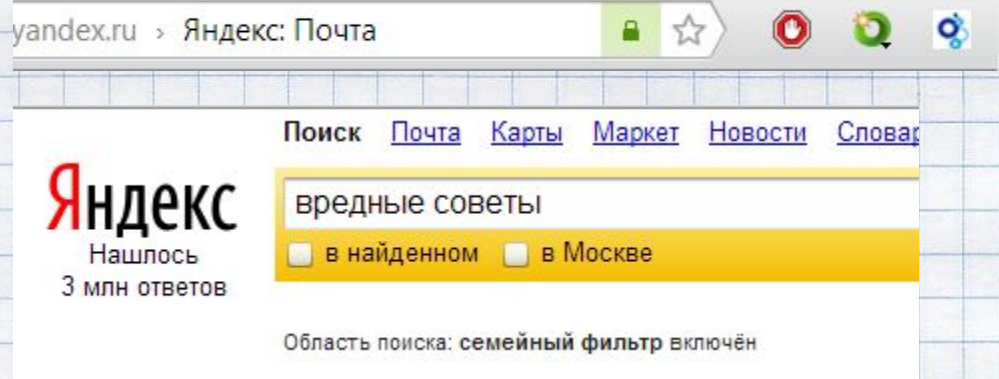 yandex.ru › Яндекс: Почта
Поиск Почта Карты Маркет Новости Словар
Яндекс
вредные советы
Нашлось
3 млн ответов
в найденном в Москве
Область поиска: семейный фильтр включён